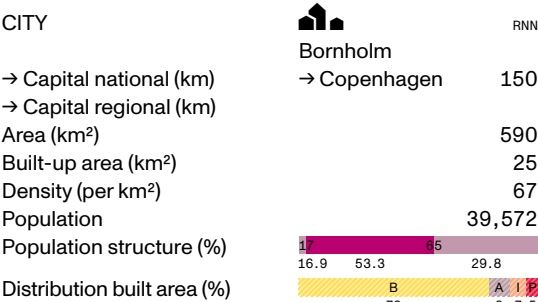 CITY RNN
Bornholm
→ Capital national (km) → Copenhagen 150
→ Capital regional (km)
Area (km²) 590
Built-up area (km²) 25
Density (per km²) 67
Population 39,572
Population structure (%) 17 65
16.9 53.3 29.8
Distribution built area (%) B A I P